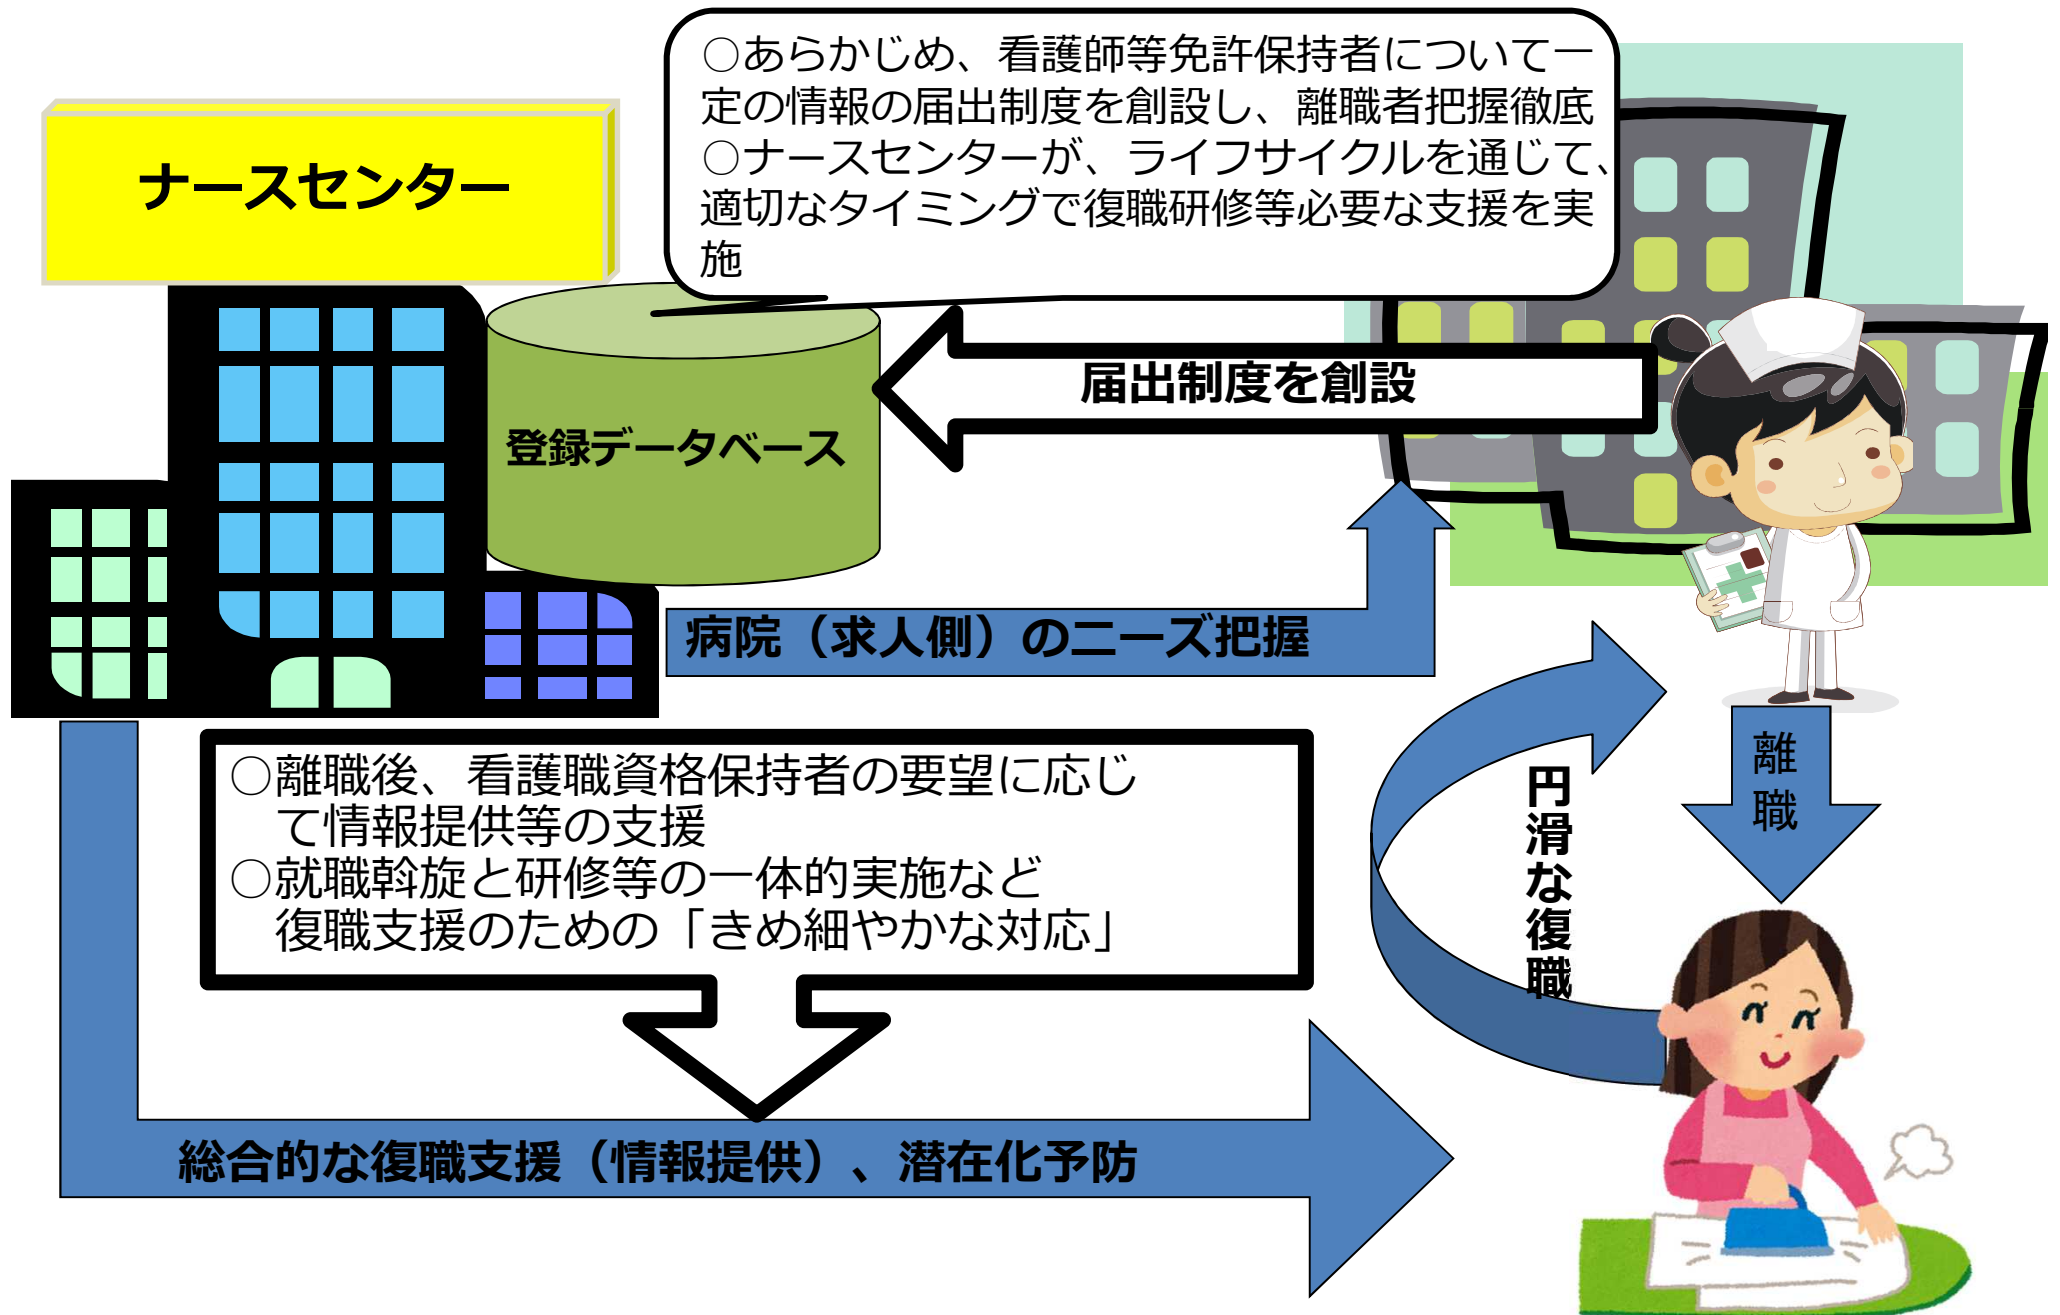 ○あらかじめ、看護師等免許保持者について一
定の情報の届出制度を創設し、離職者把握徹底
○ナースセンターが、ライフサイクルを通じて、
適切なタイミングで復職研修等必要な支援を実
施
ナースセンター
届出制度を創設
登録データベース
病院（求人側）のニーズ把握
離職
○離職後、看護職資格保持者の要望に応じ
て情報提供等の支援
○就職斡旋と研修等の一体的実施など
復職支援のための「きめ細やかな対応」
円滑な復職
総合的な復職支援（情報提供）、潜在化予防